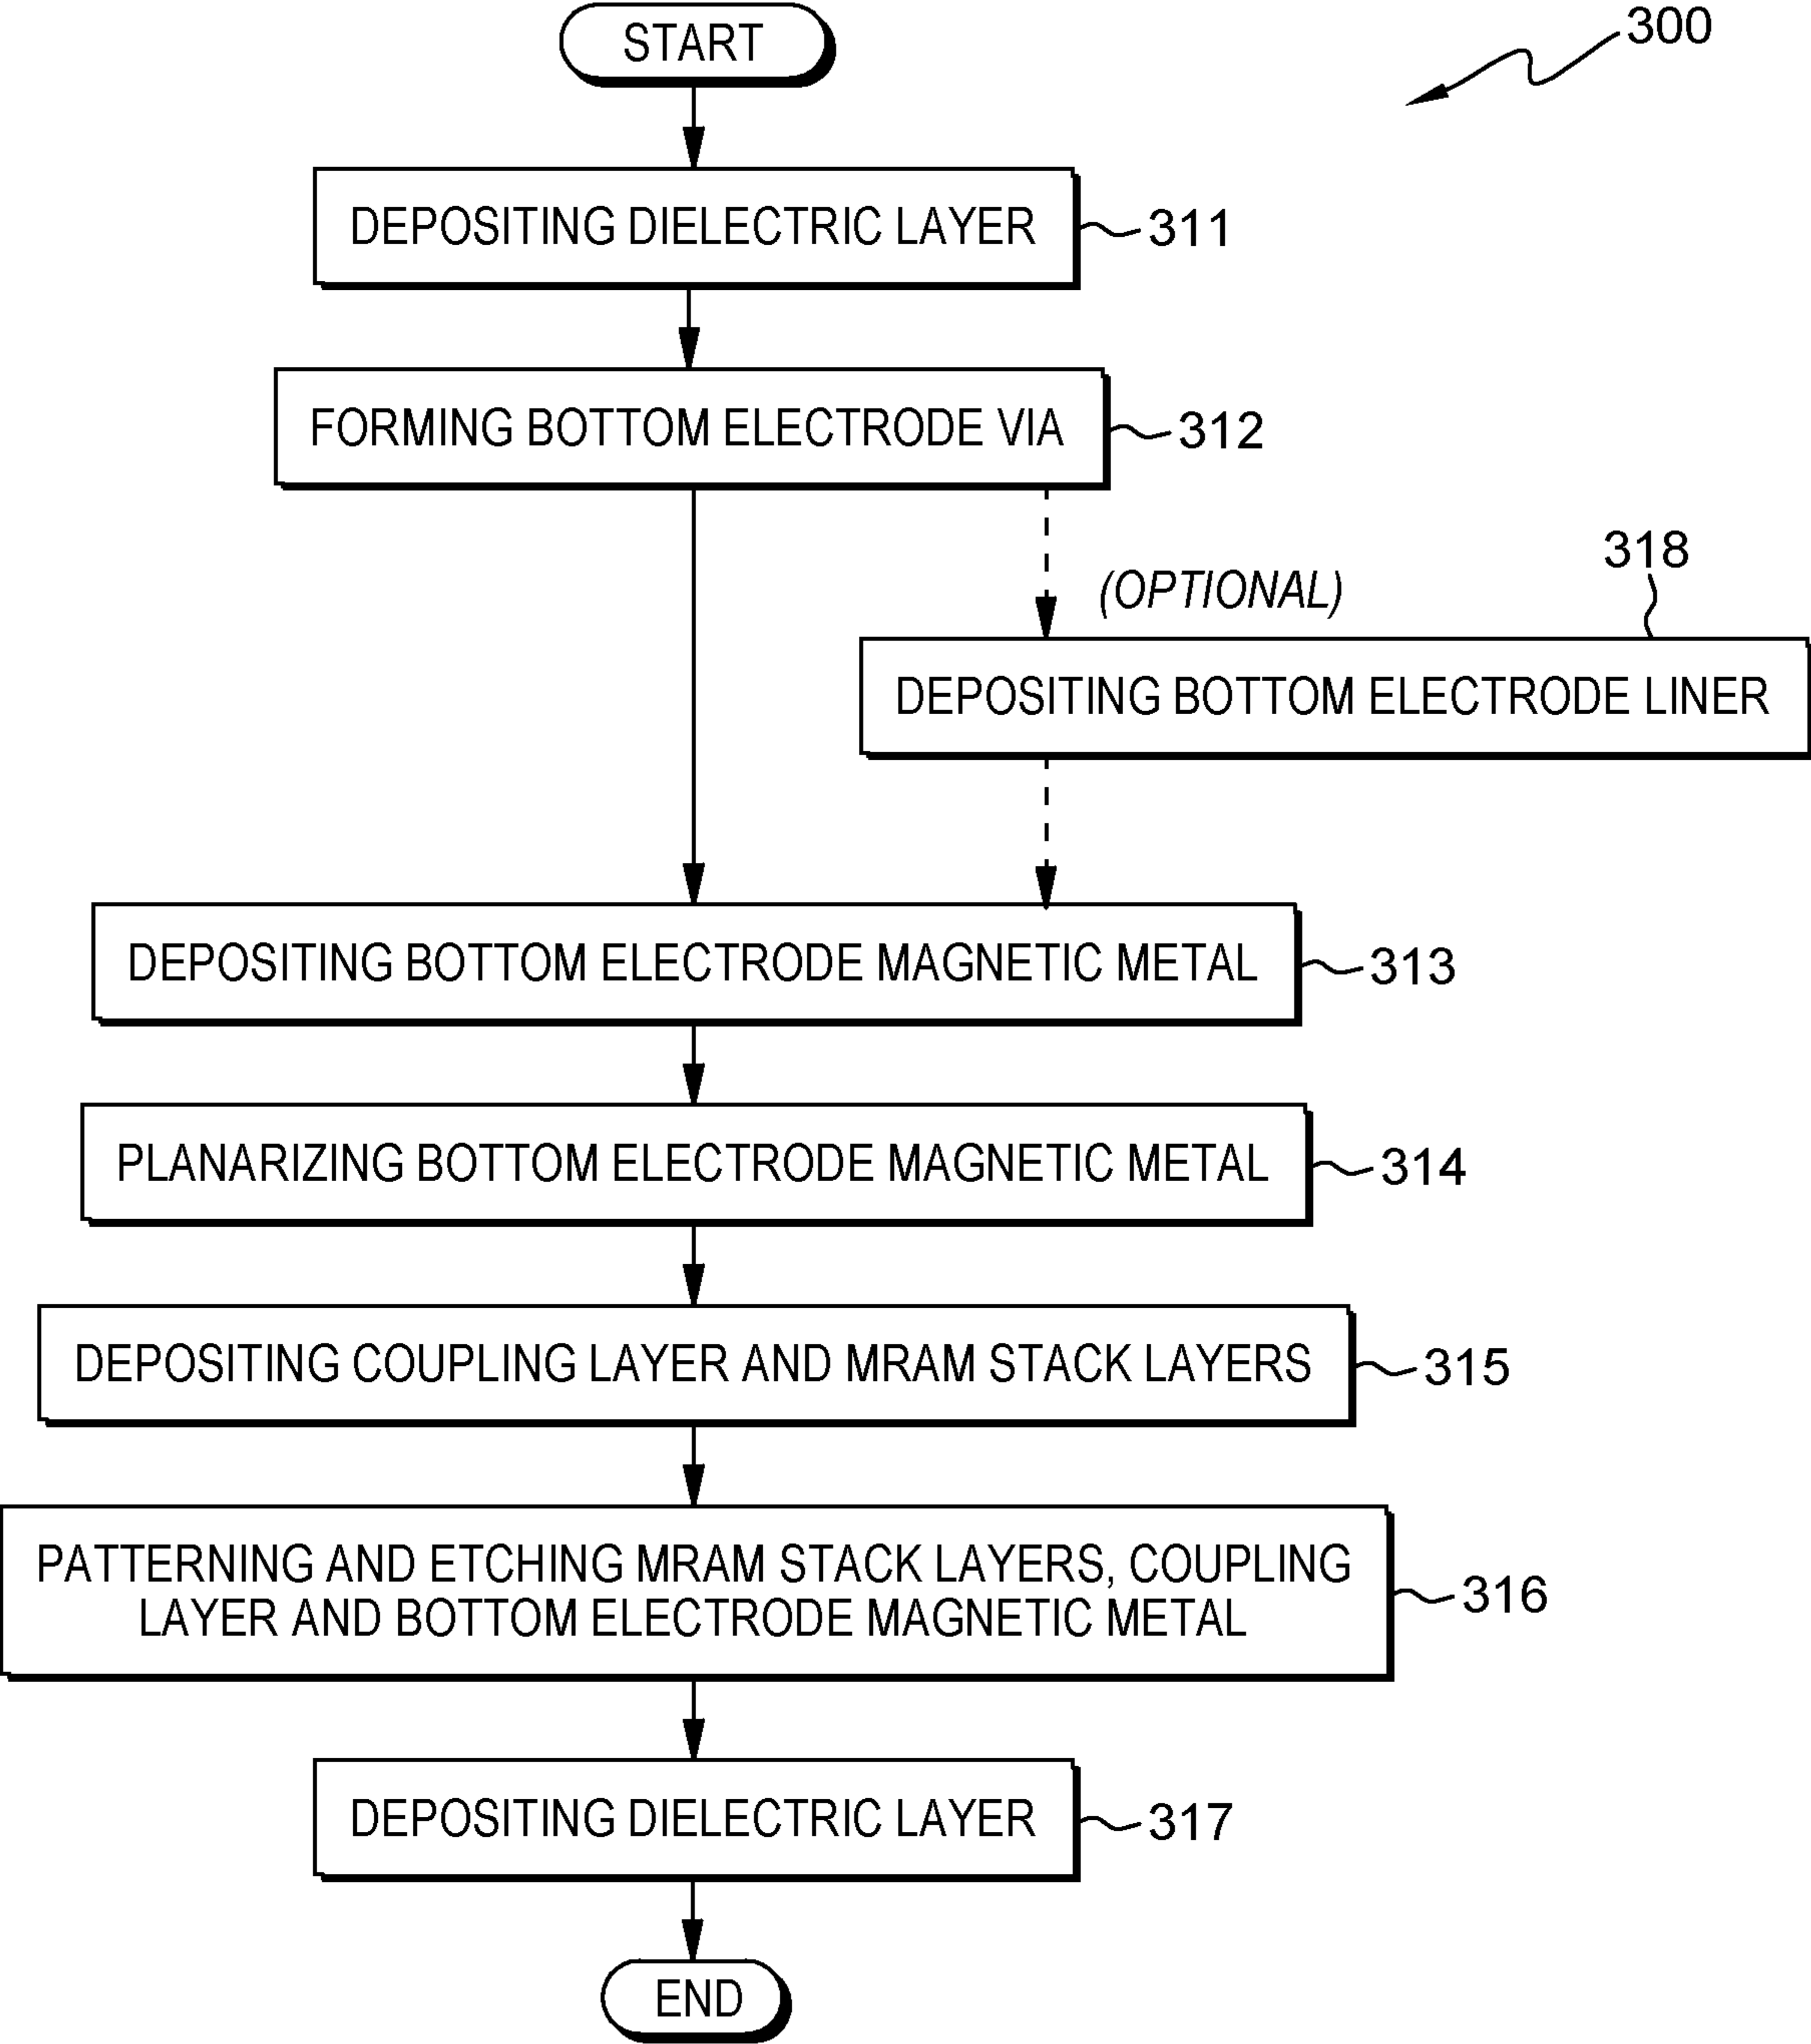 START
300
DEPOSITING DIELECTRIC LAYER
311
FORMING BOTTOM ELECTRODE VIA
312
(OPTIONAL)
318
DEPOSITING BOTTOM ELECTRODE LINER
DEPOSITING BOTTOM ELECTRODE MAGNETIC METAL
313
PLANARIZING BOTTOM ELECTRODE MAGNETIC METAL
314
DEPOSITING COUPLING LAYER AND MRAM STACK LAYERS
315
PATTERNING AND ETCHING MRAM STACK LAYERS, COUPLING
LAYER AND BOTTOM ELECTRODE MAGNETIC METAL
316
DEPOSITING DIELECTRIC LAYER
317
END